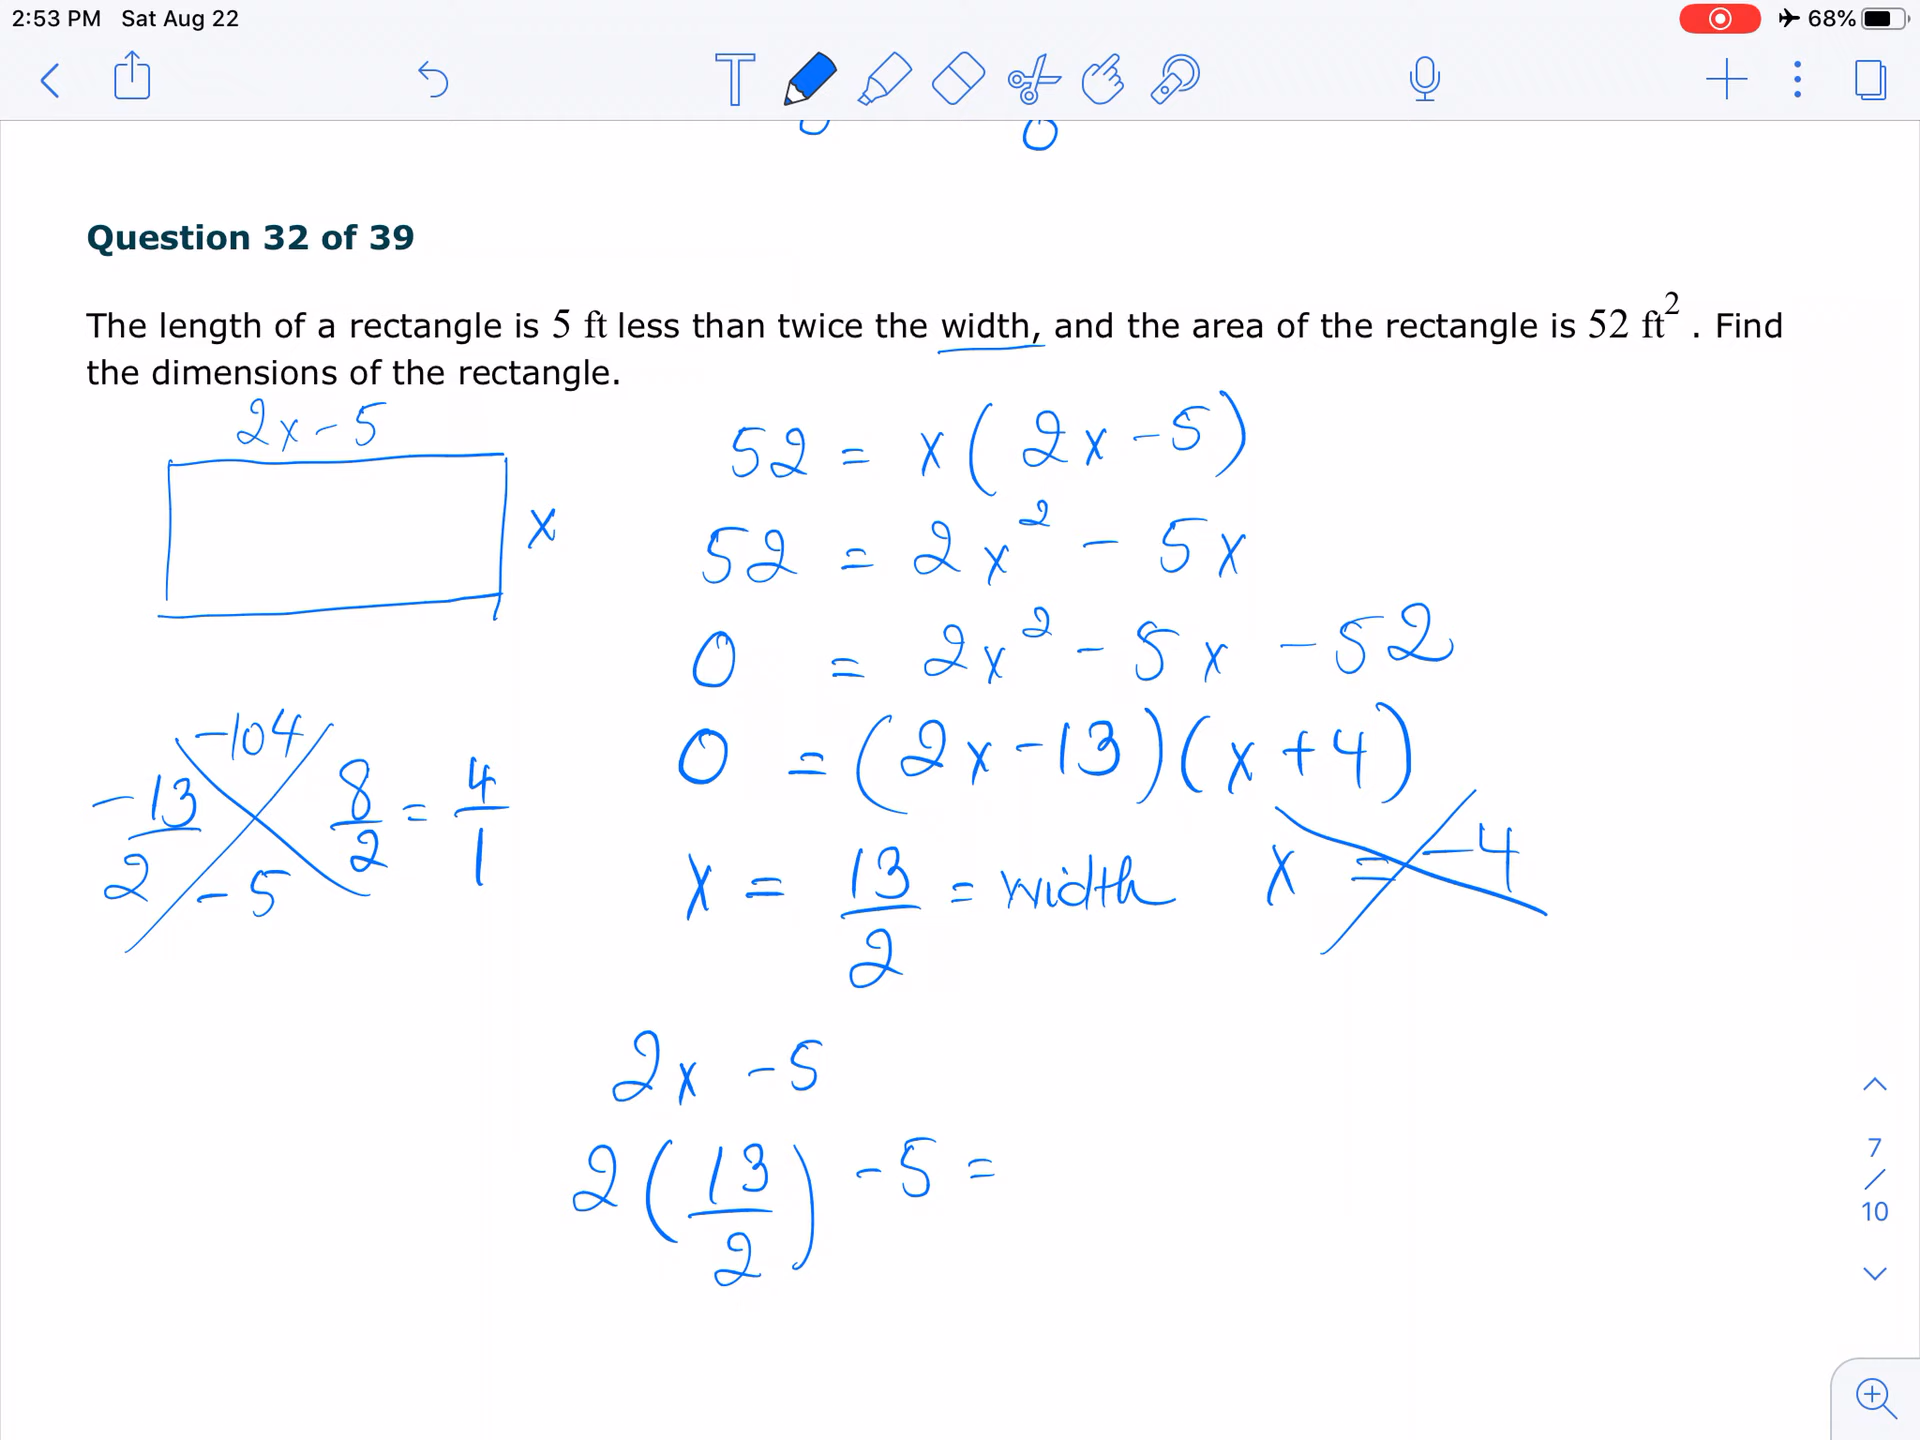 2:53 PM Sat Aug 22
68%
T
Question 32 of 39
The length of a rectangle is 5 ft less than twice the width, and the area of the rectangle is 52 ft² . Find
the dimensions of the rectangle.
2x - 5
x
52 = x(2x - 5)
52 = 2x² - 5x
0 = 2x² - 5x - 52
0 = (2x - 13)(x + 4)
-104
-13/2 8/2 = 4/1
-5
x = 13/2 = width x = -4
2x - 5
2(13/2) - 5 =
7
/
10